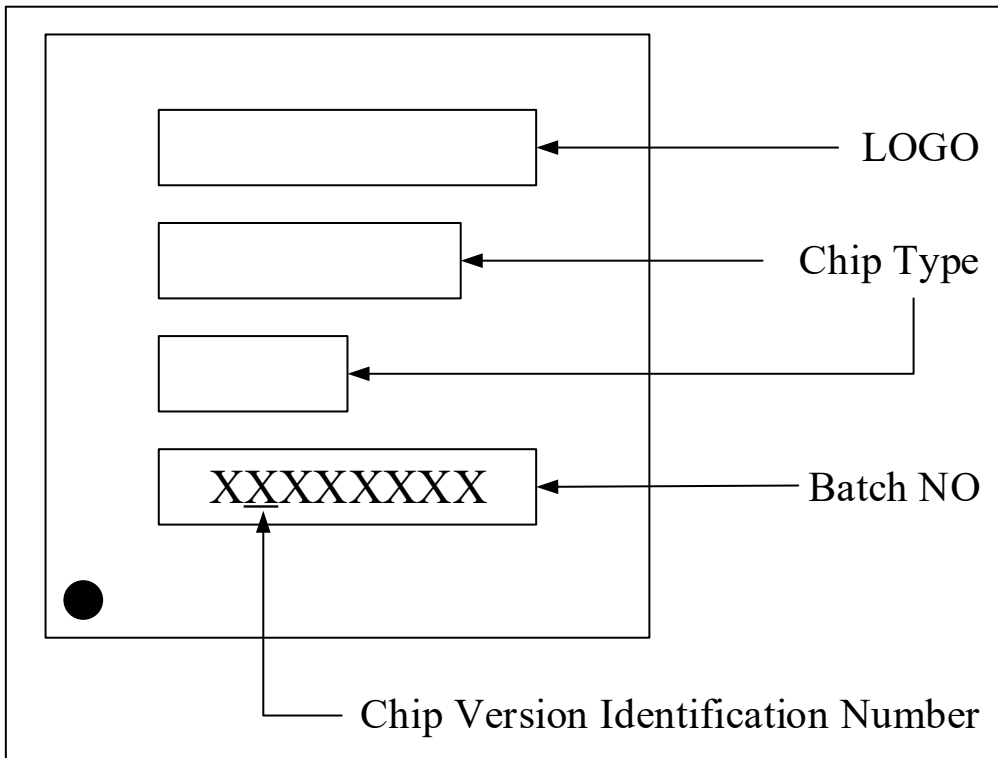 LOGO
Chip Type
XXXXXXXX
Batch NO
Chip Version Identification Number